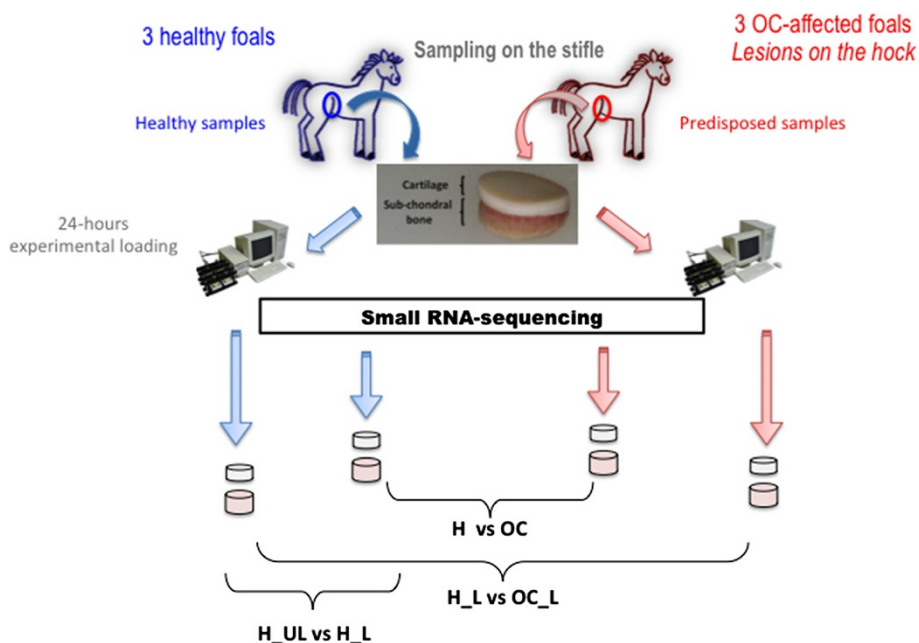 3 healthy foals
Sampling on the stifle
3 OC-affected foals
Lesions on the hock
Healthy samples
Predisposed samples
Cartilage
Sub-chondral
bone
24-hours
experimental loading
Small RNA-sequencing
H vs OC
H_L vs OC_L
H_UL vs H_L